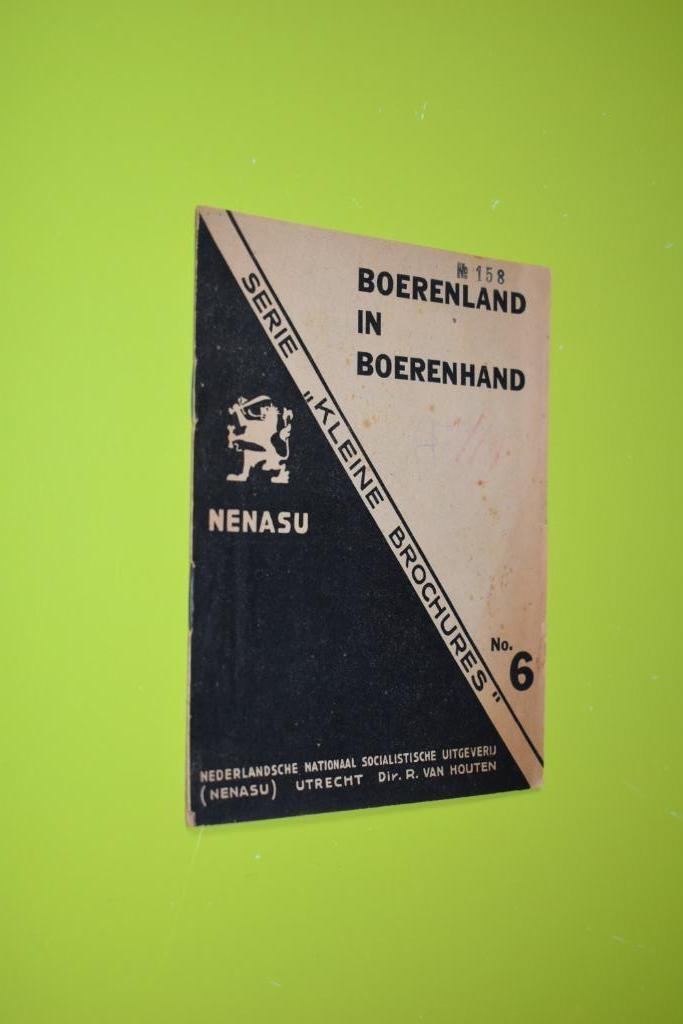 № 158
BOERENLAND
IN
BOERENHAND
SERIE „KLEINE BROCHURES"
NENASU
No. 6
NEDERLANDSCHE NATIONAAL SOCIALISTISCHE UITGEVERIJ
(NENASU) UTRECHT Dir. R. VAN HOUTEN